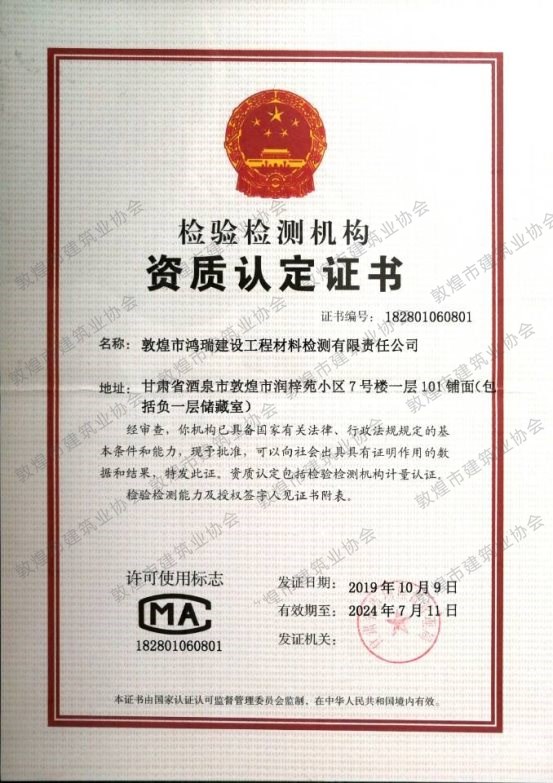 检验检测机构
资质认定证书
证书编号：182801060801
名称：敦煌市鸿瑞建设工程材料检测有限责任公司
地址：甘肃省酒泉市敦煌市润梓苑小区7号楼一层101铺面（包
括负一层储藏室）
经审查，你机构已具备国家有关法律、行政法规规定的基
本条件和能力，现予批准，可以向社会出具具有证明作用的数
据和结果，特发此证。资质认定包括检验检测机构计量认证。
检验检测能力及授权签字人见证书附表。
许可使用标志
MA
182801060801
发证日期：2019年10月9日
有效期至：2024年7月11日
发证机关：
本证书由国家认证认可监督管理委员会监制，在中华人民共和国境内有效。
敦煌市建筑业协会